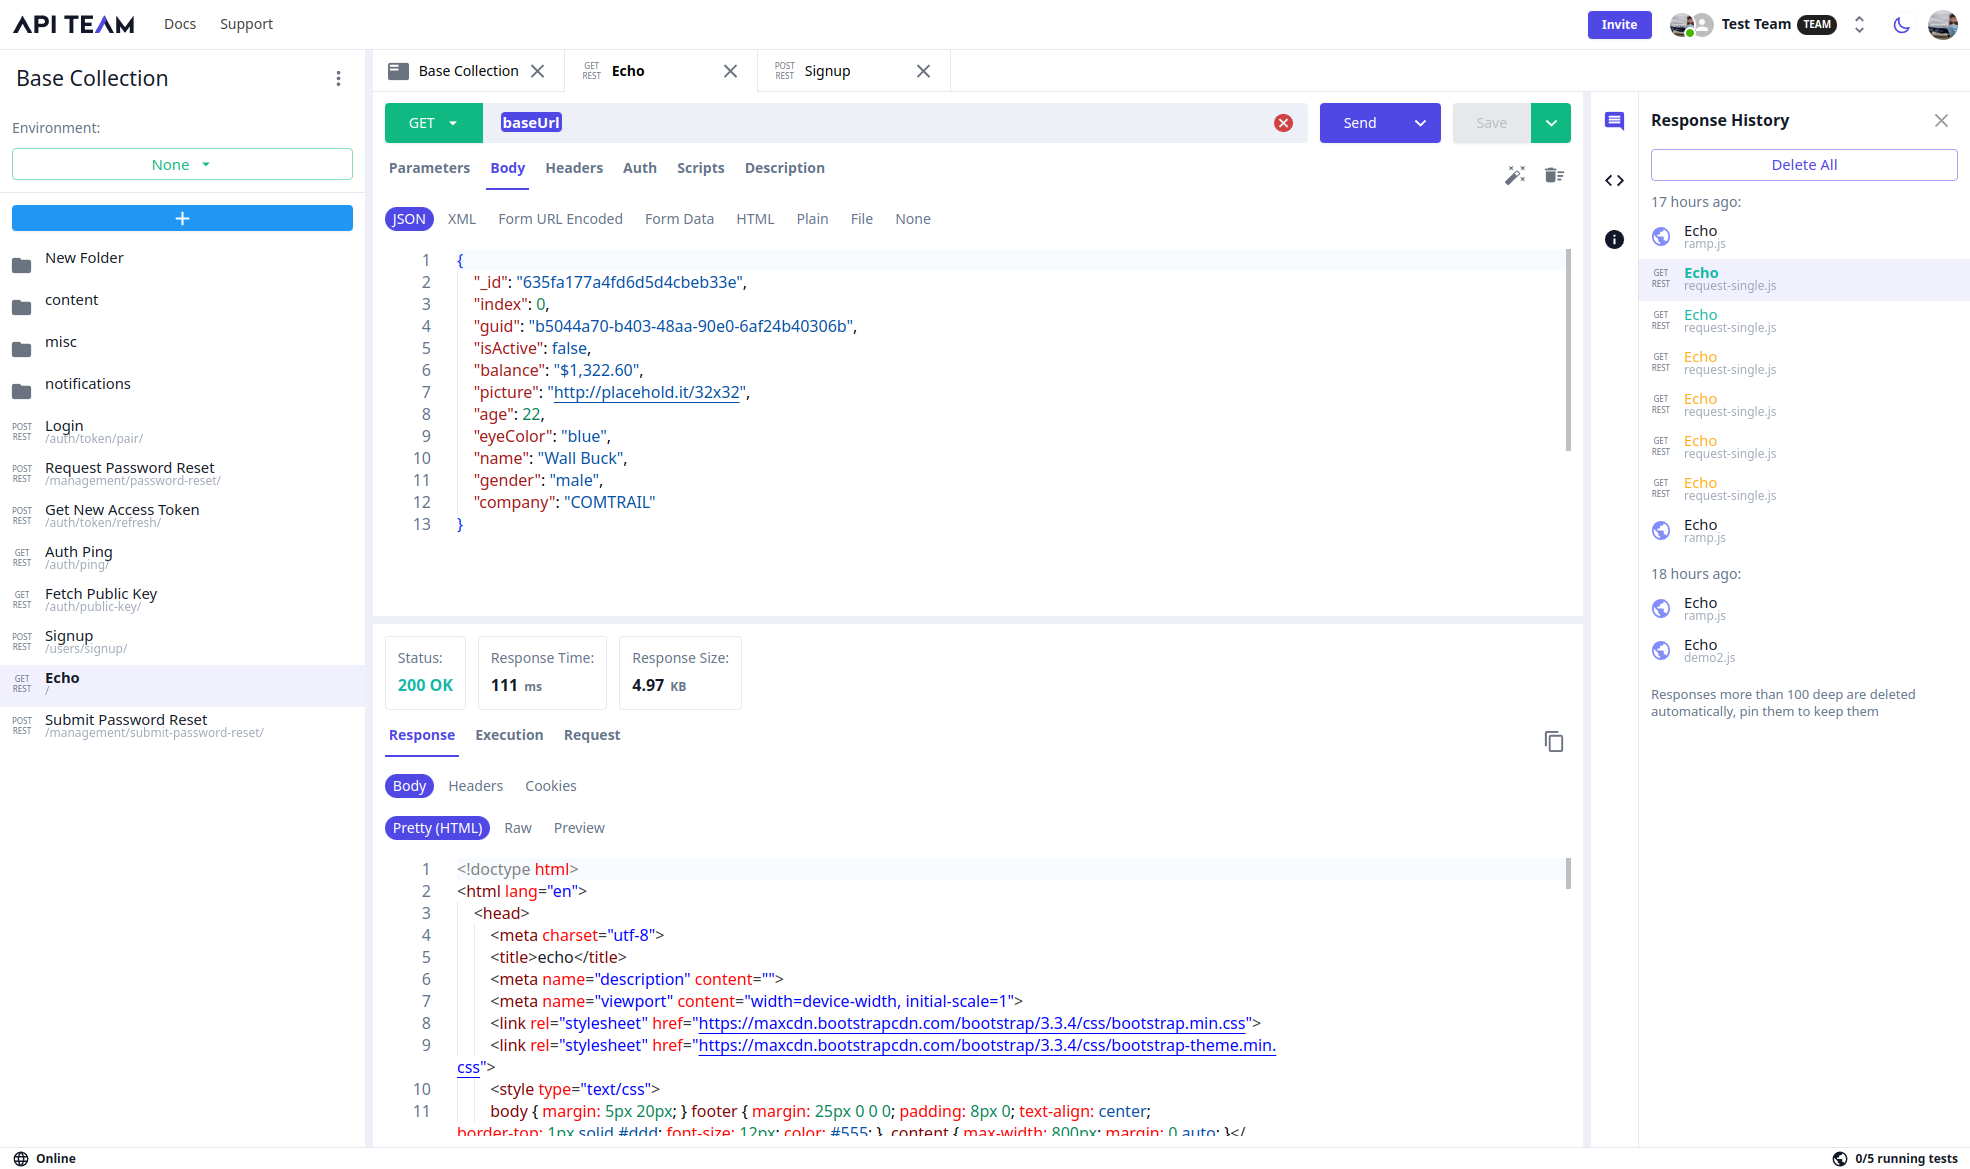 API TEAM Docs Support Invite Test Team TEAM
Base Collection
Environment:
None
+
New Folder
content
misc
notifications
POST REST Login
/auth/token/pair/
POST REST Request Password Reset
/management/password-reset/
POST REST Get New Access Token
/auth/token/refresh/
GET REST Auth Ping
/auth/ping/
GET REST Fetch Public Key
/auth/public-key/
POST REST Signup
/users/signup/
GET REST Echo
/
POST REST Submit Password Reset
/management/submit-password-reset/
Base Collection GET REST Echo POST REST Signup
GET baseUrl Send Save
Parameters Body Headers Auth Scripts Description
JSON XML Form URL Encoded Form Data HTML Plain File None
1 {
2 "_id": "635fa177a4fd6d5d4cbeb33e",
3 "index": 0,
4 "guid": "b5044a70-b403-48aa-90e0-6af24b40306b",
5 "isActive": false,
6 "balance": "$1,322.60",
7 "picture": "http://placehold.it/32x32",
8 "age": 22,
9 "eyeColor": "blue",
10 "name": "Wall Buck",
11 "gender": "male",
12 "company": "COMTRAIL"
13 }
Status: Response Time: Response Size:
200 OK 111 ms 4.97 KB
Response Execution Request
Body Headers Cookies
Pretty (HTML) Raw Preview
1 <!doctype html>
2 <html lang="en">
3 <head>
4 <meta charset="utf-8">
5 <title>echo</title>
6 <meta name="description" content="">
7 <meta name="viewport" content="width=device-width, initial-scale=1">
8 <link rel="stylesheet" href="https://maxcdn.bootstrapcdn.com/bootstrap/3.3.4/css/bootstrap.min.css">
9 <link rel="stylesheet" href="https://maxcdn.bootstrapcdn.com/bootstrap/3.3.4/css/bootstrap-theme.min.
css">
10 <style type="text/css">
11 body { margin: 5px 20px; } footer { margin: 25px 0 0 0; padding: 8px 0; text-align: center;
border-top: 1px solid #ddd; font-size: 12px; color: #555; } .content { max-width: 800px; margin: 0 auto; }</
Response History
Delete All
17 hours ago:
Echo
ramp.js
GET REST Echo
request-single.js
GET REST Echo
request-single.js
GET REST Echo
request-single.js
GET REST Echo
request-single.js
GET REST Echo
request-single.js
GET REST Echo
request-single.js
Echo
ramp.js
18 hours ago:
Echo
ramp.js
Echo
demo2.js
Responses more than 100 deep are deleted
automatically, pin them to keep them
Online 0/5 running tests